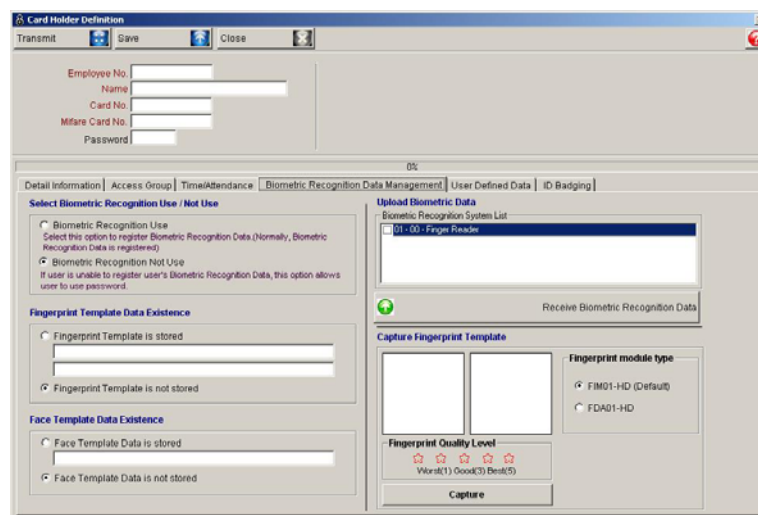 Card Holder Definition
Transmit Save Close
Employee No.
Name
Card No.
Mifare Card No.
Password
0%
Detail Information Access Group Time/Attendance Biometric Recognition Data Management User Defined Data ID Badging
Select Biometric Recognition Use / Not Use
Biometric Recognition Use
Select this option to register Biometric Recognition Data.(Normally, Biometric
Recognition Data is registered)
Biometric Recognition Not Use
If user is unable to register user's Biometric Recognition Data, this option allows
user to use password.
Fingerprint Template Data Existence
Fingerprint Template is stored
Fingerprint Template is not stored
Face Template Data Existence
Face Template Data is stored
Face Template Data is not stored
Upload Biometric Data
Biometric Recognition System List
01 - 00 - Finger Reader
Receive Biometric Recognition Data
Capture Fingerprint Template
Fingerprint module type
FIM01-HD (Default)
FDA01-HD
Fingerprint Quality Level
Worst(1) Good(3) Best(5)
Capture